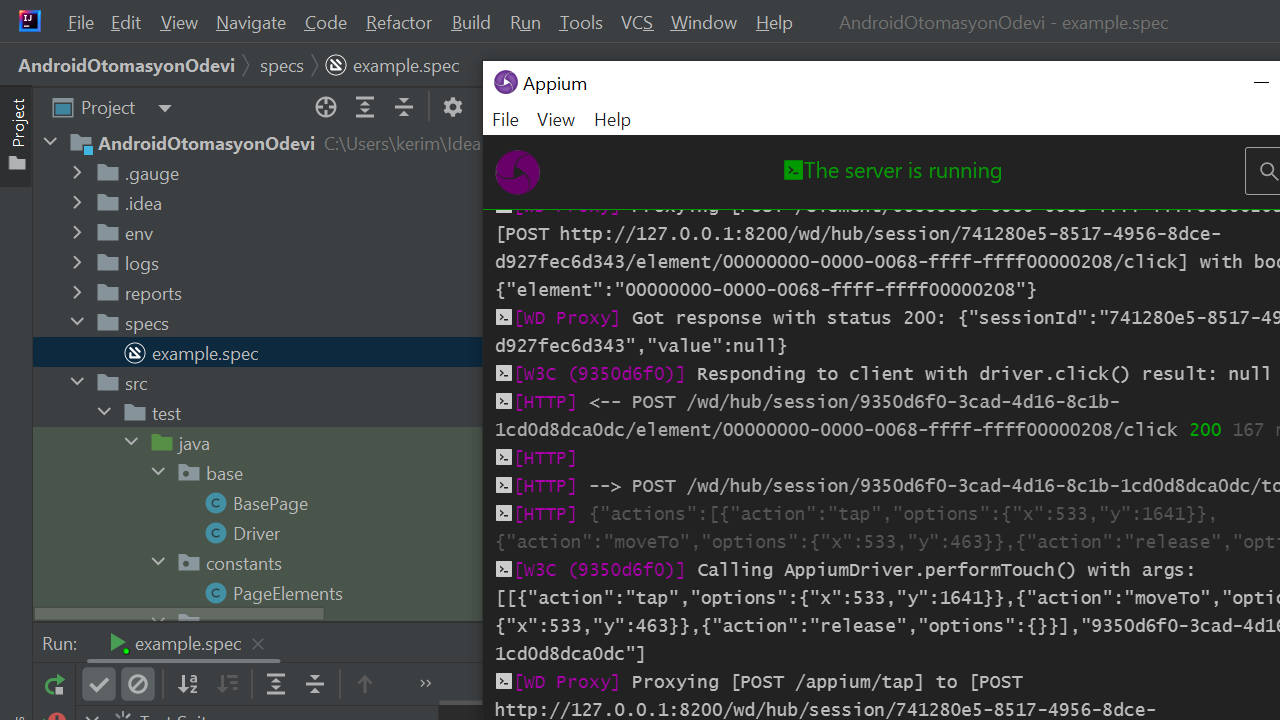 File Edit View Navigate Code Refactor Build Run Tools VCS Window Help AndroidOtomasyonOdevi - example.spec
AndroidOtomasyonOdevi specs example.spec
Project
Project
AndroidOtomasyonOdevi C:\Users\kerim\Idea
.gauge
.idea
env
logs
reports
specs
example.spec
src
test
java
base
BasePage
Driver
constants
PageElements
Run: example.spec
Appium
File View Help
The server is running
[WD Proxy] Proxying [POST
[POST http://127.0.0.1:8200/wd/hub/session/741280e5-8517-4956-8dce-
d927fec6d343/element/00000000-0000-0068-ffff-ffff00000208/click] with bod
{"element":"00000000-0000-0068-ffff-ffff00000208"}
[WD Proxy] Got response with status 200: {"sessionId":"741280e5-8517-49
d927fec6d343","value":null}
[W3C (9350d6f0)] Responding to client with driver.click() result: null
[HTTP] <-- POST /wd/hub/session/9350d6f0-3cad-4d16-8c1b-
1cd0d8dca0dc/element/00000000-0000-0068-ffff-ffff00000208/click 200 167
[HTTP]
[HTTP] --> POST /wd/hub/session/9350d6f0-3cad-4d16-8c1b-1cd0d8dca0dc/to
[HTTP] {"actions":[{"action":"tap","options":{"x":533,"y":1641}},
{"action":"moveTo","options":{"x":533,"y":463}},{"action":"release","opti
[W3C (9350d6f0)] Calling AppiumDriver.performTouch() with args:
[[{"action":"tap","options":{"x":533,"y":1641}},{"action":"moveTo","optio
{"x":533,"y":463}},{"action":"release","options":{}}],"9350d6f0-3cad-4d16
1cd0d8dca0dc"]
[WD Proxy] Proxying [POST /appium/tap] to [POST
http://127.0.0.1:8200/wd/hub/session/741280e5-8517-4956-8dce-